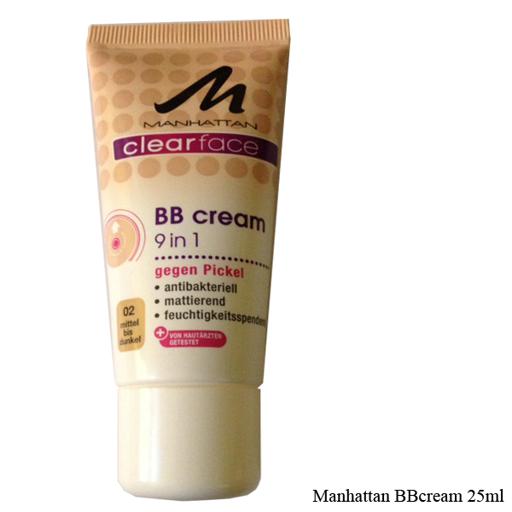 M
MANHATTAN
clearface
BB cream
9 in 1
gegen Pickel
• antibakteriell
• mattierend
• feuchtigkeitsspendend
02
mittel
bis
dunkel
+ VON HAUTÄRZTEN
GETESTET
Manhattan BBcream 25ml